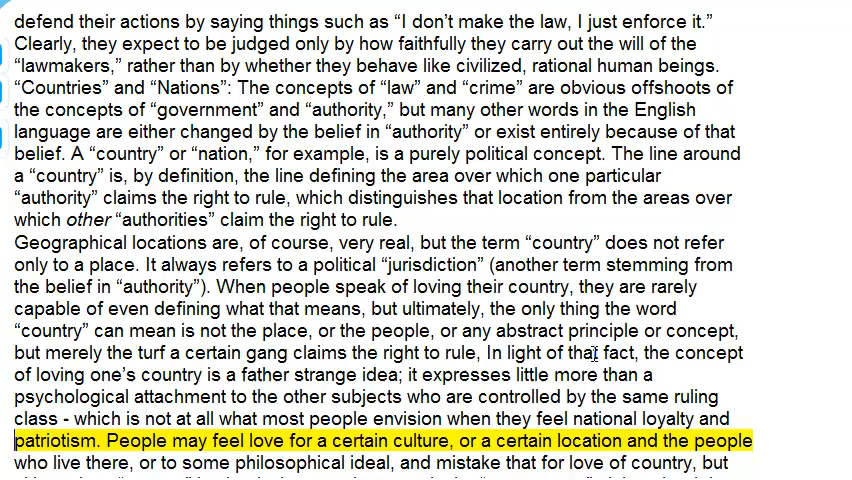 defend their actions by saying things such as “I don’t make the law, I just enforce it.”
Clearly, they expect to be judged only by how faithfully they carry out the will of the
“lawmakers,” rather than by whether they behave like civilized, rational human beings.
“Countries” and “Nations”: The concepts of “law” and “crime” are obvious offshoots of
the concepts of “government” and “authority,” but many other words in the English
language are either changed by the belief in “authority” or exist entirely because of that
belief. A “country” or “nation,” for example, is a purely political concept. The line around
a “country” is, by definition, the line defining the area over which one particular
“authority” claims the right to rule, which distinguishes that location from the areas over
which other “authorities” claim the right to rule.
Geographical locations are, of course, very real, but the term “country” does not refer
only to a place. It always refers to a political “jurisdiction” (another term stemming from
the belief in “authority”). When people speak of loving their country, they are rarely
capable of even defining what that means, but ultimately, the only thing the word
“country” can mean is not the place, or the people, or any abstract principle or concept,
but merely the turf a certain gang claims the right to rule, In light of that fact, the concept
of loving one’s country is a father strange idea; it expresses little more than a
psychological attachment to the other subjects who are controlled by the same ruling
class - which is not at all what most people envision when they feel national loyalty and
patriotism. People may feel love for a certain culture, or a certain location and the people
who live there, or to some philosophical ideal, and mistake that for love of country, but